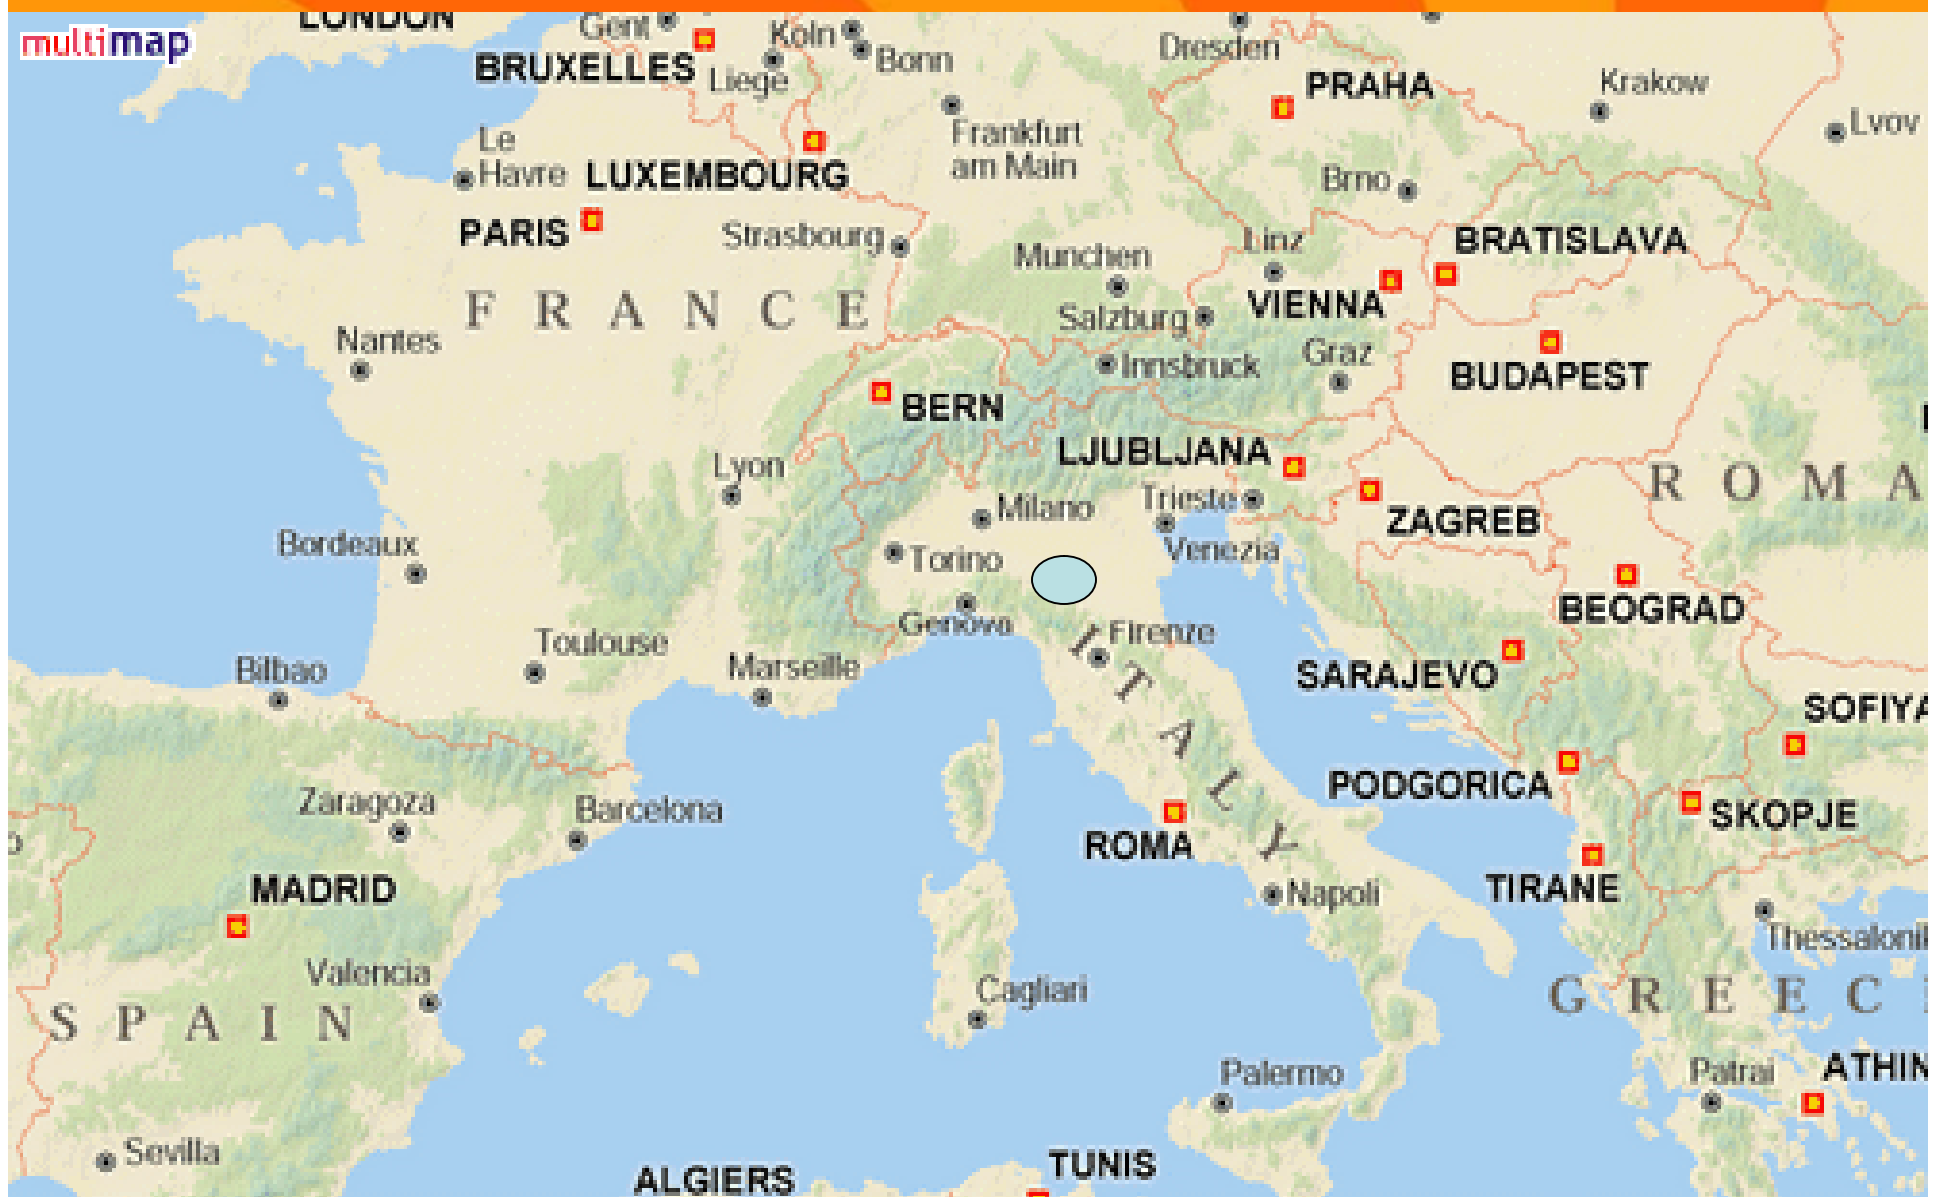 LONDON
multimap
Gent
Koln
BRUXELLES
Liege
Bonn
Dresden
PRAHA
Krakow
Lvov
Le
Havre
Frankfurt
am Main
LUXEMBOURG
Brno
PARIS
Strasbourg
Munchen
Linz
BRATISLAVA
FRANCE
VIENNA
Salzburg
Nantes
Innsbruck
Graz
BUDAPEST
BERN
LJUBLJANA
Lyon
ROMA
Milano
Trieste
ZAGREB
Bordeaux
Torino
Venezia
BEOGRAD
Genova
Firenze
Toulouse
Marseille
Bilbao
SARAJEVO
ITALY
SOFIYA
Zaragoza
Barcelona
PODGORICA
SKOPJE
ROMA
MADRID
Napoli
TIRANE
Thessalonik
Valencia
Cagliari
SPAIN
GREEC
Palermo
Patrai
ATHIN
Sevilla
ALGIERS
TUNIS